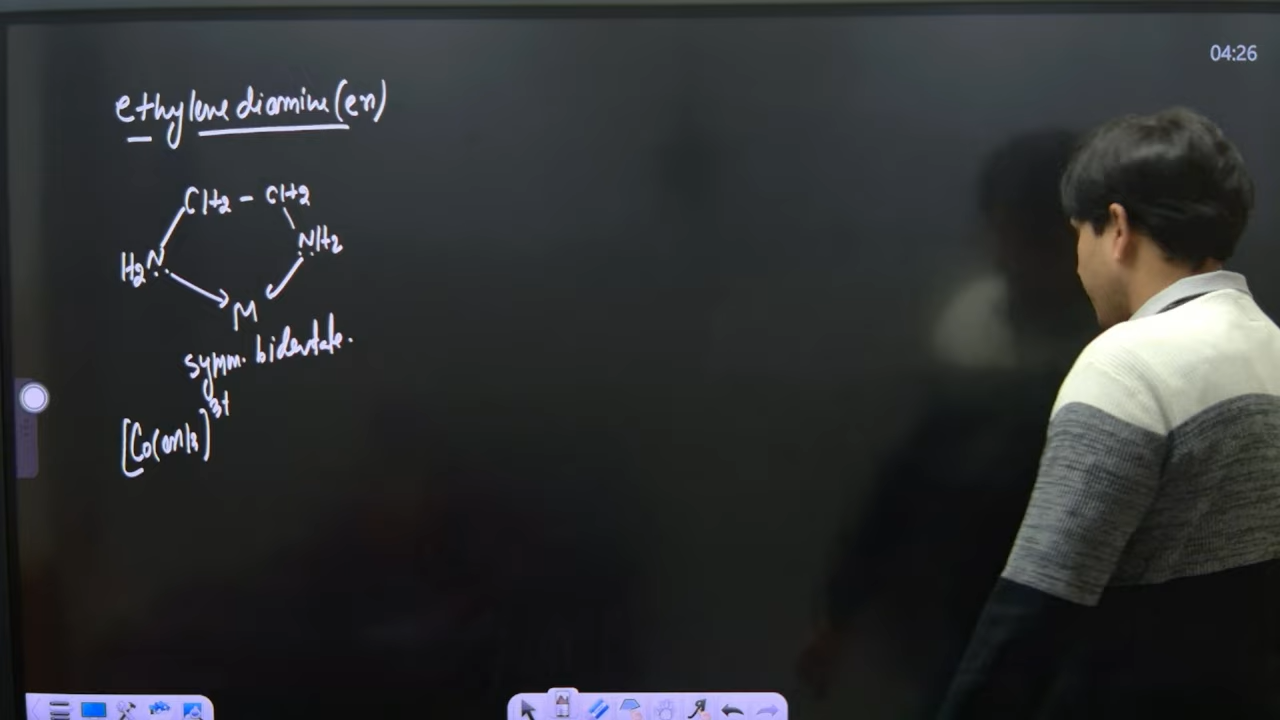 04:26
ethylene diamine (en)
CH2 - CH2
H2N: :NH2
M
symm. bidentate.
[Co(en)3]3+